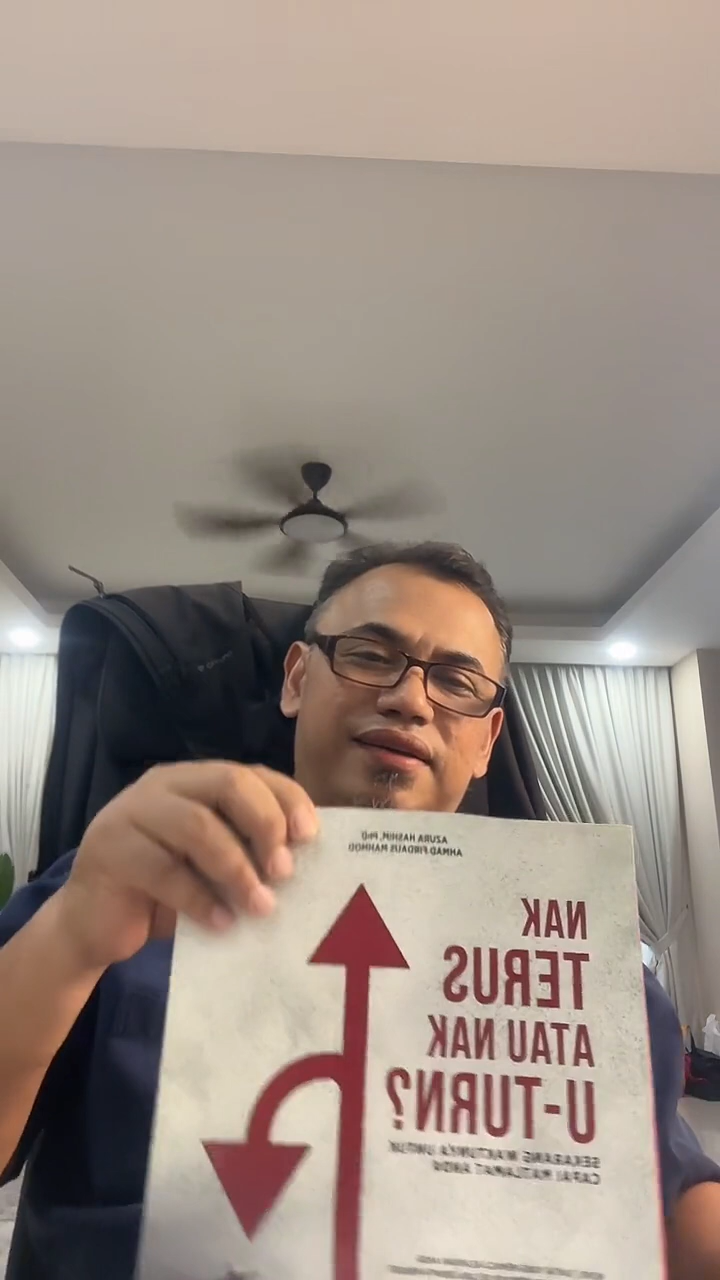 AZURA HASHIM, PhD
AHMAD FIRDAUS MAHMOD
NAK
TERUS
ATAU NAK
U-TURN?
SEKARANG WAKTUNYA UNTUK
CAPAI MATLAMAT ANDA